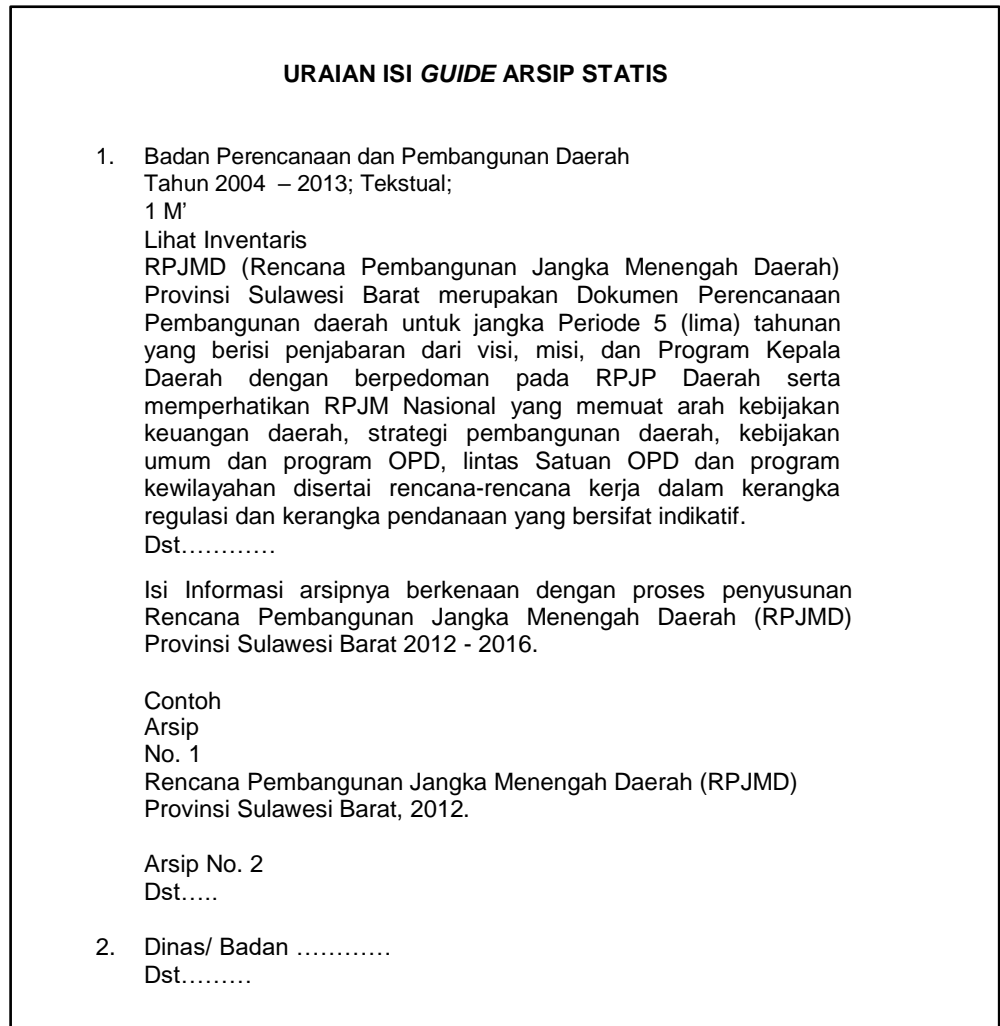 URAIAN ISI GUIDE ARSIP STATIS
1. Badan Perencanaan dan Pembangunan Daerah
Tahun 2004 – 2013; Tekstual;
1 M’
Lihat Inventaris
RPJMD (Rencana Pembangunan Jangka Menengah Daerah)
Provinsi Sulawesi Barat merupakan Dokumen Perencanaan
Pembangunan daerah untuk jangka Periode 5 (lima) tahunan
yang berisi penjabaran dari visi, misi, dan Program Kepala
Daerah dengan berpedoman pada RPJP Daerah serta
memperhatikan RPJM Nasional yang memuat arah kebijakan
keuangan daerah, strategi pembangunan daerah, kebijakan
umum dan program OPD, lintas Satuan OPD dan program
kewilayahan disertai rencana-rencana kerja dalam kerangka
regulasi dan kerangka pendanaan yang bersifat indikatif.
Dst…………
Isi Informasi arsipnya berkenaan dengan proses penyusunan
Rencana Pembangunan Jangka Menengah Daerah (RPJMD)
Provinsi Sulawesi Barat 2012 - 2016.
Contoh
Arsip
No. 1
Rencana Pembangunan Jangka Menengah Daerah (RPJMD)
Provinsi Sulawesi Barat, 2012.
Arsip No. 2
Dst…..
2. Dinas/ Badan …………
Dst………